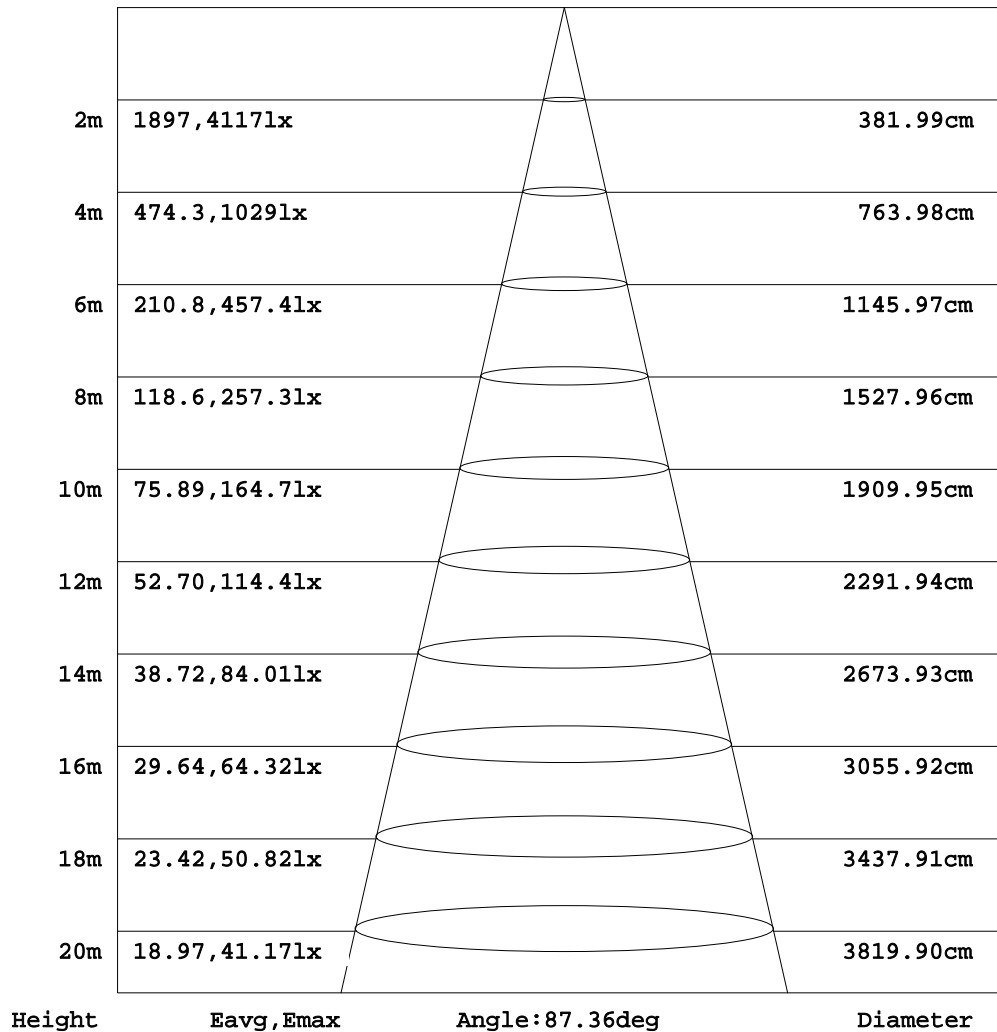 2m 1897,4117lx 381.99cm
4m 474.3,1029lx 763.98cm
6m 210.8,457.4lx 1145.97cm
8m 118.6,257.3lx 1527.96cm
10m 75.89,164.7lx 1909.95cm
12m 52.70,114.4lx 2291.94cm
14m 38.72,84.01lx 2673.93cm
16m 29.64,64.32lx 3055.92cm
18m 23.42,50.82lx 3437.91cm
20m 18.97,41.17lx 3819.90cm
Height Eavg,Emax Angle:87.36deg Diameter